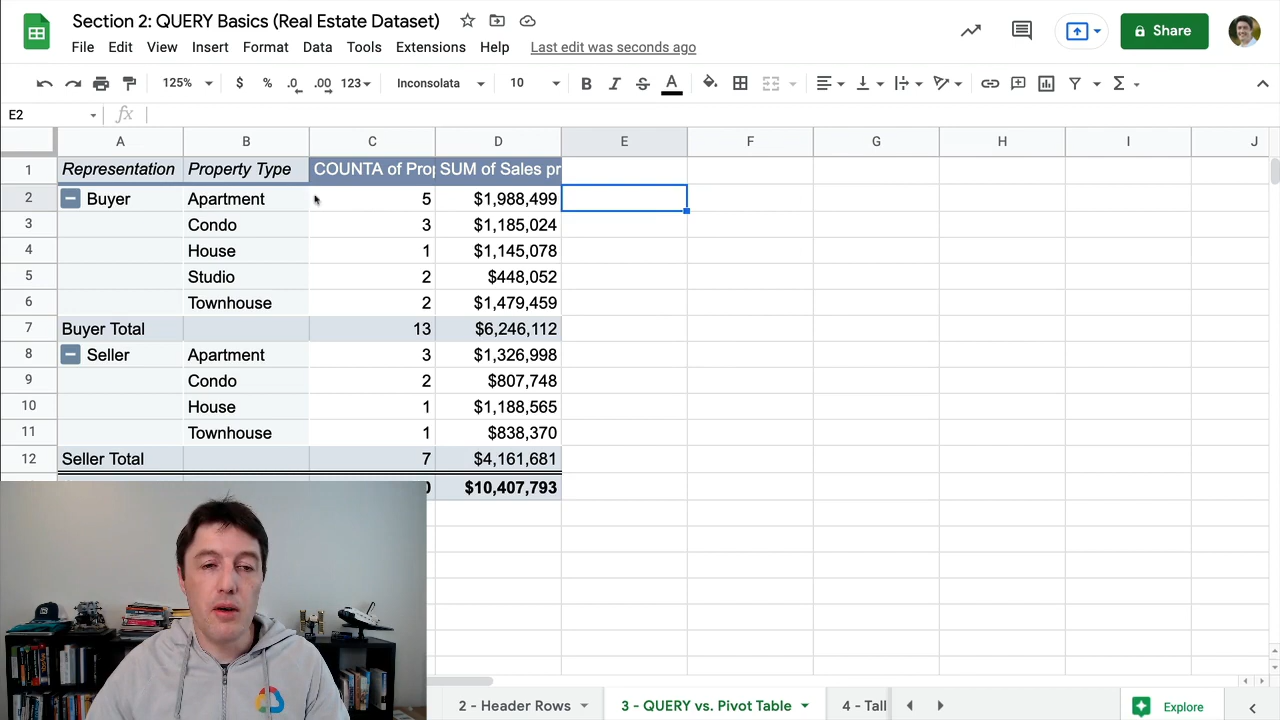 Section 2: QUERY Basics (Real Estate Dataset)
File Edit View Insert Format Data Tools Extensions Help Last edit was seconds ago
Share
125% $ % .0 .00 123 Inconsolata 10 B I S A Σ
E2 fx
A B C D E F G H I J
1 Representation Property Type COUNTA of Prop SUM of Sales pr
2 Buyer Apartment 5 $1,988,499
3 Condo 3 $1,185,024
4 House 1 $1,145,078
5 Studio 2 $448,052
6 Townhouse 2 $1,479,459
7 Buyer Total 13 $6,246,112
8 Seller Apartment 3 $1,326,998
9 Condo 2 $807,748
10 House 1 $1,188,565
11 Townhouse 1 $838,370
12 Seller Total 7 $4,161,681
0 $10,407,793
2 - Header Rows 3 - QUERY vs. Pivot Table 4 - Tall Explore